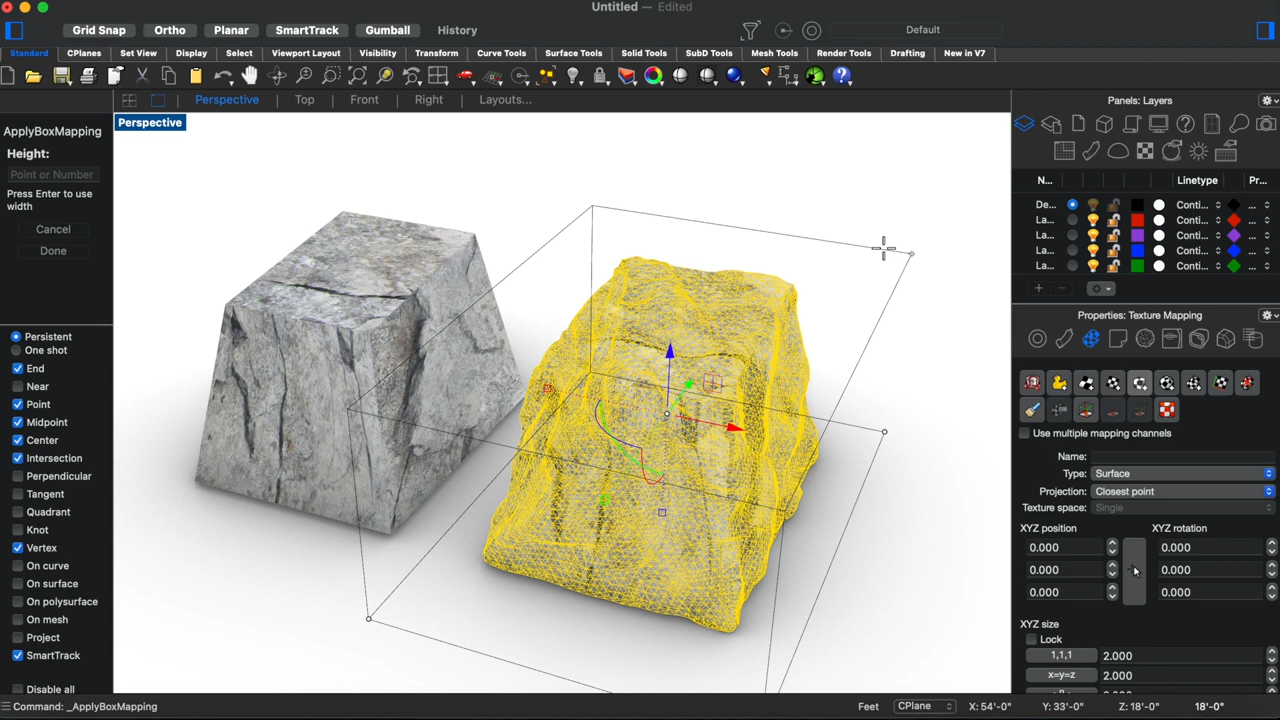 Untitled — Edited
Grid Snap Ortho Planar SmartTrack Gumball History Default
Standard CPlanes Set View Display Select Viewport Layout Visibility Transform Curve Tools Surface Tools Solid Tools SubD Tools Mesh Tools Render Tools Drafting New in V7
Perspective Top Front Right Layouts...
Panels: Layers
Perspective
ApplyBoxMapping
Height:
Point or Number
Press Enter to use
width
Cancel
Done
Persistent
One shot
End
Near
Point
Midpoint
Center
Intersection
Perpendicular
Tangent
Quadrant
Knot
Vertex
On curve
On surface
On polysurface
On mesh
Project
SmartTrack
Disable all
N... Linetype Pr...
De... Conti... ...
La... Conti... ...
La... Conti... ...
La... Conti... ...
La... Conti... ...
Properties: Texture Mapping
Use multiple mapping channels
Name:
Type: Surface
Projection: Closest point
Texture space: Single
XYZ position XYZ rotation
0.000 0.000
0.000 0.000
0.000 0.000
XYZ size
Lock
1,1,1 2.000
x=y=z 2.000
Command: _ApplyBoxMapping Feet CPlane X: 54'-0" Y: 33'-0" Z: 18'-0" 18'-0"